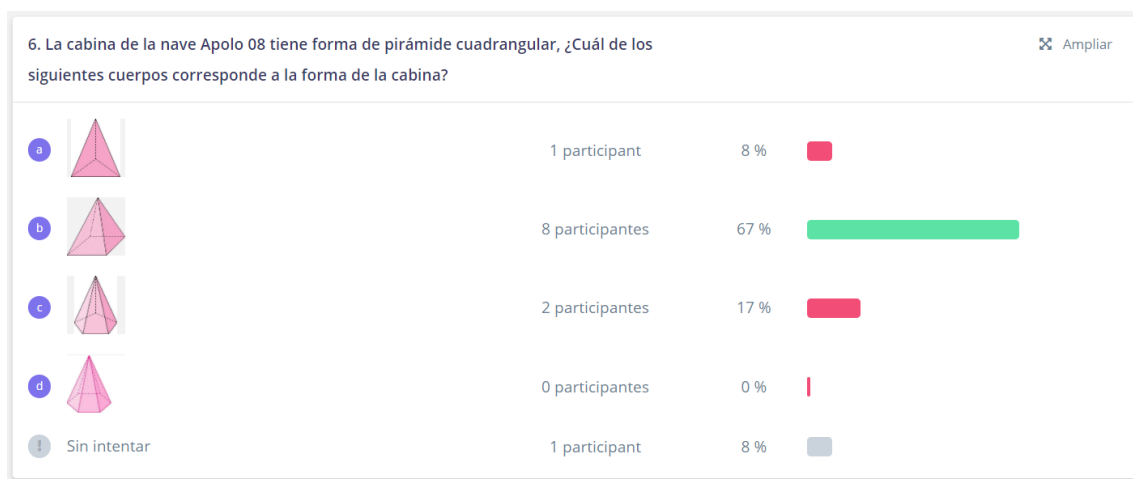 6. La cabina de la nave Apolo 08 tiene forma de pirámide cuadrangular, ¿Cuál de los
siguientes cuerpos corresponde a la forma de la cabina?
Ampliar
a 1 participant 8 %
b 8 participantes 67 %
c 2 participantes 17 %
d 0 participantes 0 %
! Sin intentar 1 participant 8 %